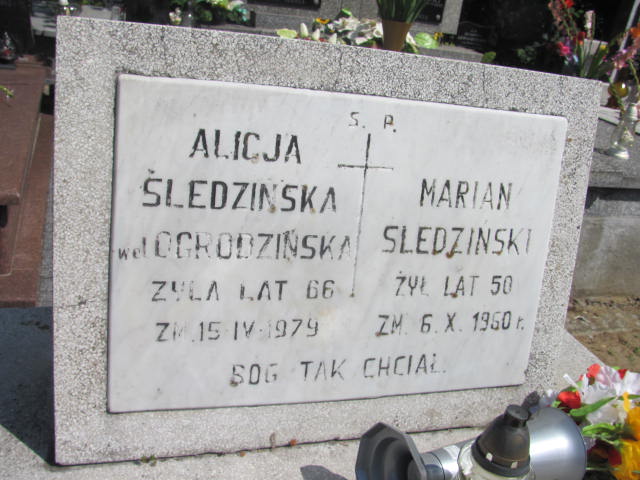 Ś. P.
ALICJA
ŚLEDZIŃSKA
wel OGRODZIŃSKA
ŻYŁA LAT 66
ZM. 15-IV-1979
MARIAN
ŚLEDZIŃSKI
ŻYŁ LAT 50
ZM. 6. X. 1960 r.
BÓG TAK CHCIAŁ.